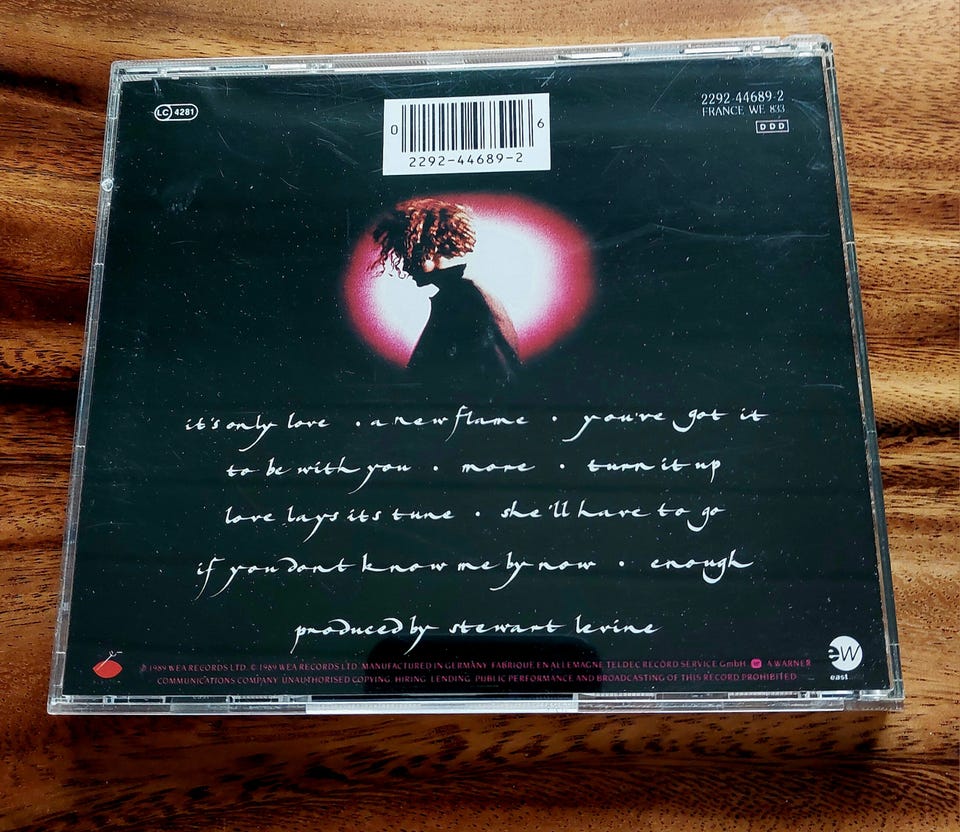 LC 4281
0 6
2292-44689-2
2292-44689-2
FRANCE WE 833
DDD
it's only love • a new flame • you've got it
to be with you • more • turn it up
love lays its tune • she'll have to go
if you dont know me by now • enough
produced by stewart levine
℗ 1989 WEA RECORDS LTD. © 1989 WEA RECORDS LTD. MANUFACTURED IN GERMANY FABRIQUÉ EN ALLEMAGNE TELDEC RECORD SERVICE GmbH A WARNER
COMMUNICATIONS COMPANY UNAUTHORISED COPYING HIRING LENDING PUBLIC PERFORMANCE AND BROADCASTING OF THIS RECORD PROHIBITED
ew
east